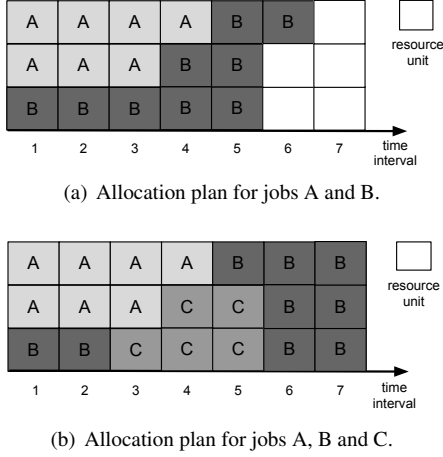 A A A A B B
A A A B B
B B B B B
resource
unit
1 2 3 4 5 6 7
time
interval
(a) Allocation plan for jobs A and B.
A A A A B B B
A A A C C B B
B B C C C B B
resource
unit
1 2 3 4 5 6 7
time
interval
(b) Allocation plan for jobs A, B and C.